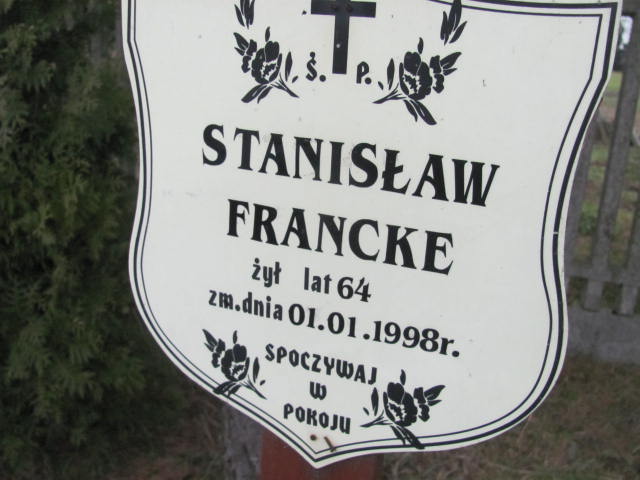 Ś. P.
STANISŁAW
FRANCKE
żył lat 64
zm.dnia 01.01.1998r.
SPOCZYWAJ
W
POKOJU